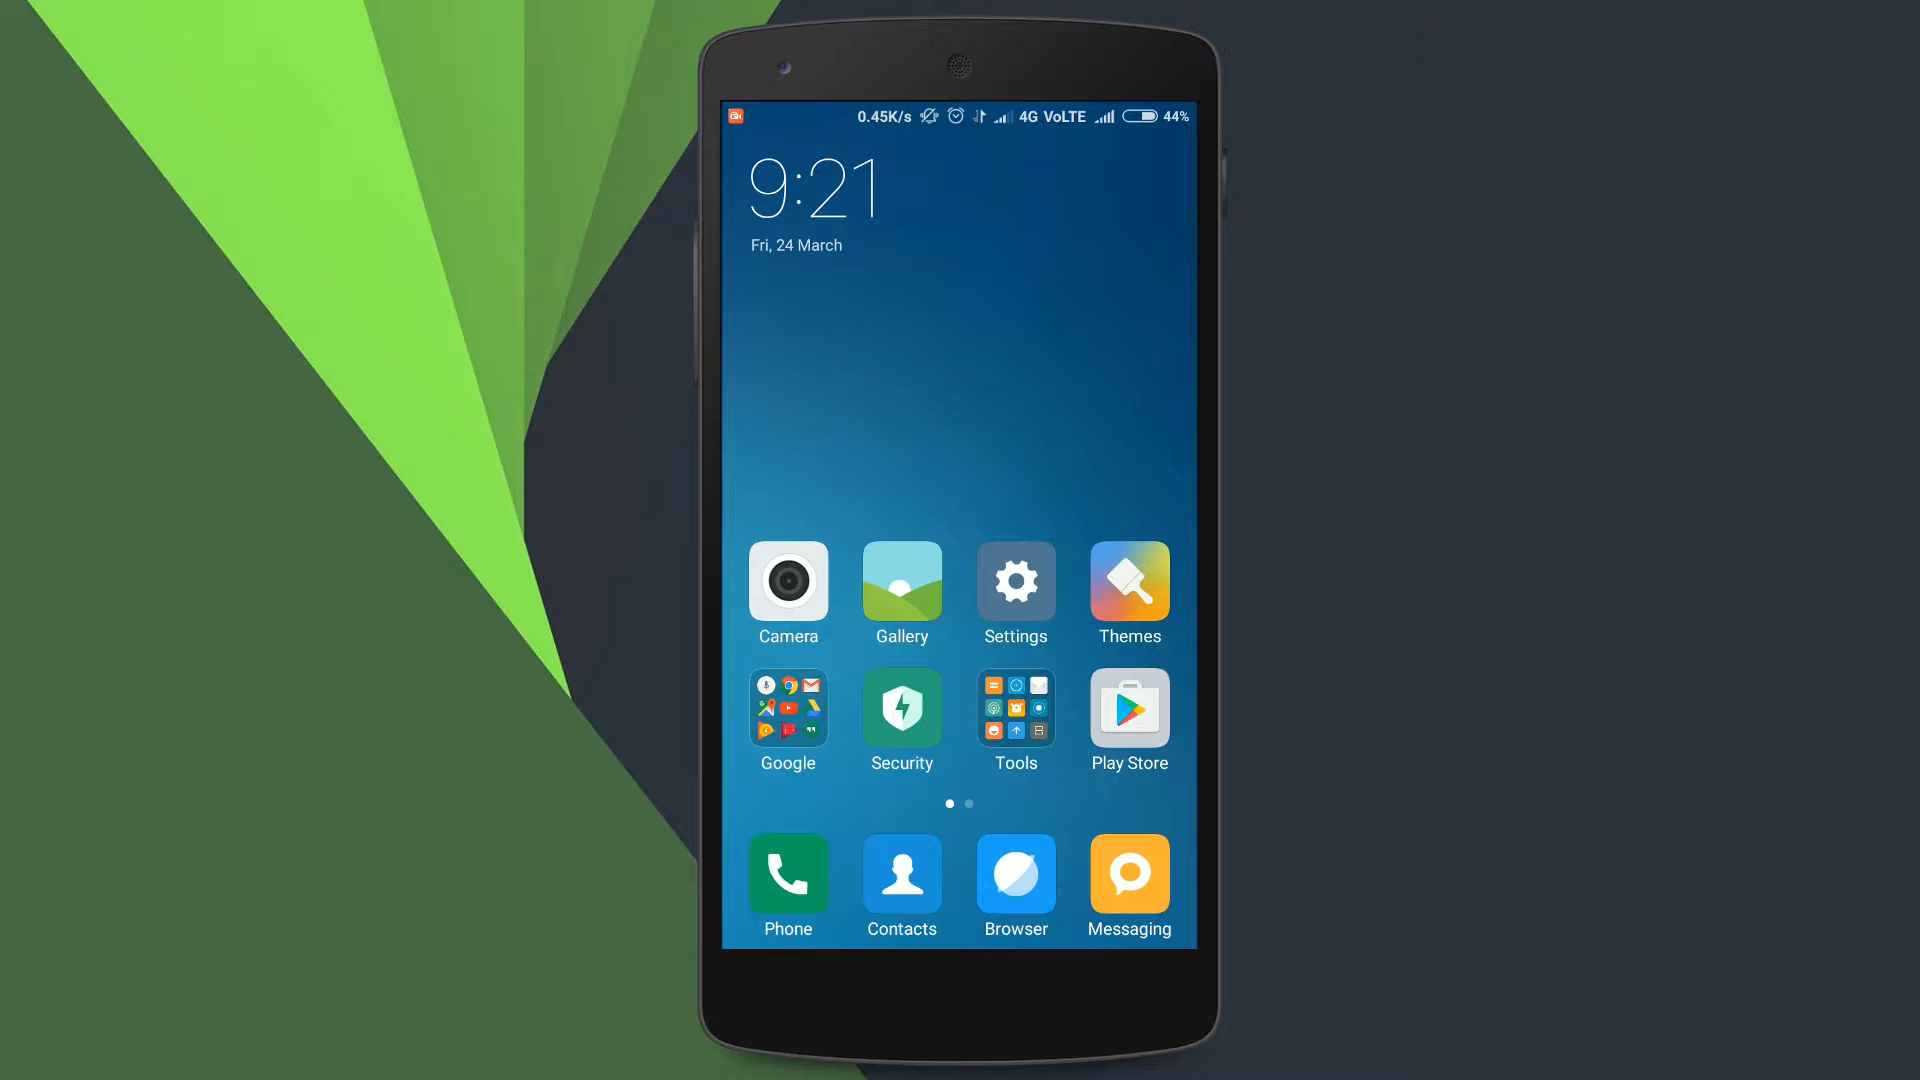 0.45K/s 4G VoLTE 44%
9:21
Fri, 24 March
Camera Gallery Settings Themes
Google Security Tools Play Store
Phone Contacts Browser Messaging